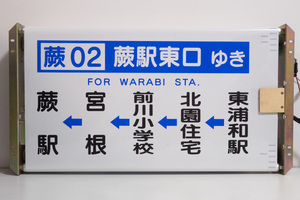 蕨02 蕨駅東口 ゆき
FOR WARABI STA.
東浦和駅
北園住宅
前川小学校
宮根
蕨駅